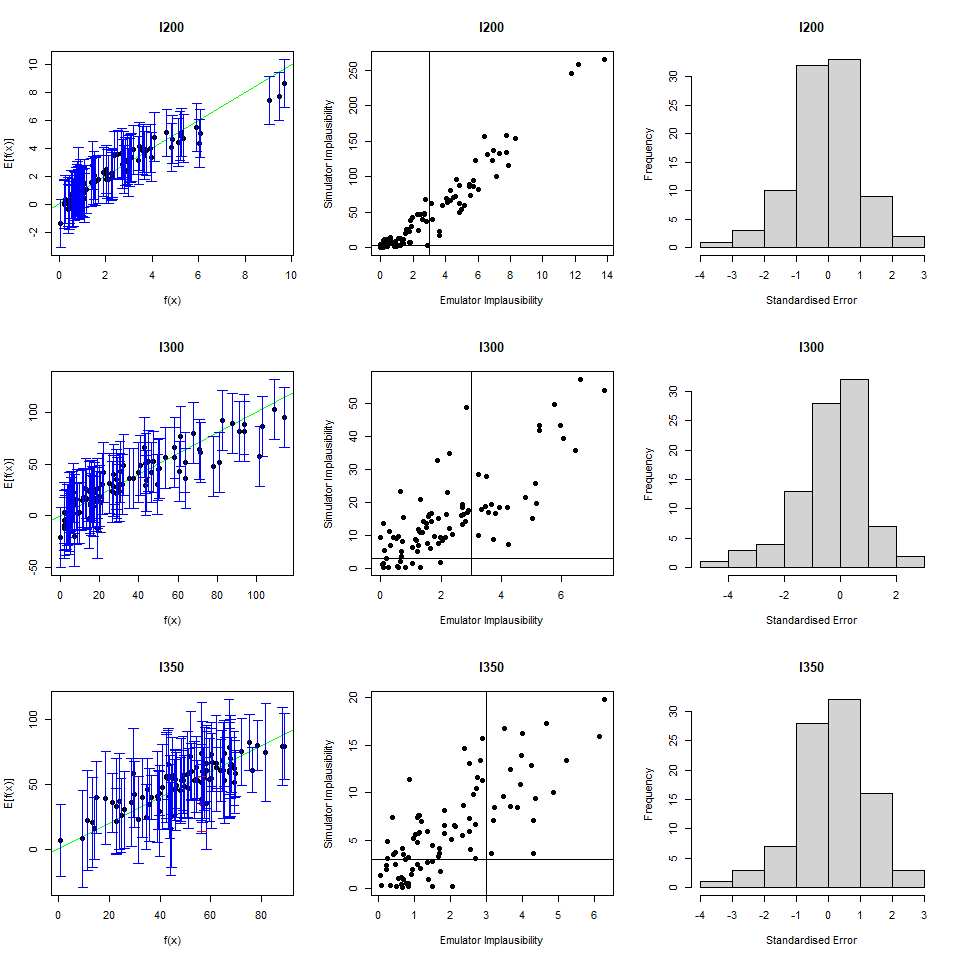 I200
E[f(x)]
-2 0 2 4 6 8 10
0 2 4 6 8 10
f(x)
I200
Simulator Implausibility
0 50 100 150 200 250
0 2 4 6 8 10 12 14
Emulator Implausibility
I200
Frequency
0 5 10 15 20 25 30
-4 -3 -2 -1 0 1 2 3
Standardised Error
I300
E[f(x)]
-50 0 50 100
0 20 40 60 80 100
f(x)
I300
Simulator Implausibility
0 10 20 30 40 50
0 2 4 6
Emulator Implausibility
I300
Frequency
0 5 10 15 20 25 30
-4 -2 0 2
Standardised Error
I350
E[f(x)]
0 50 100
0 20 40 60 80
f(x)
I350
Simulator Implausibility
0 5 10 15 20
0 1 2 3 4 5 6
Emulator Implausibility
I350
Frequency
0 5 10 15 20 25 30
-4 -3 -2 -1 0 1 2 3
Standardised Error